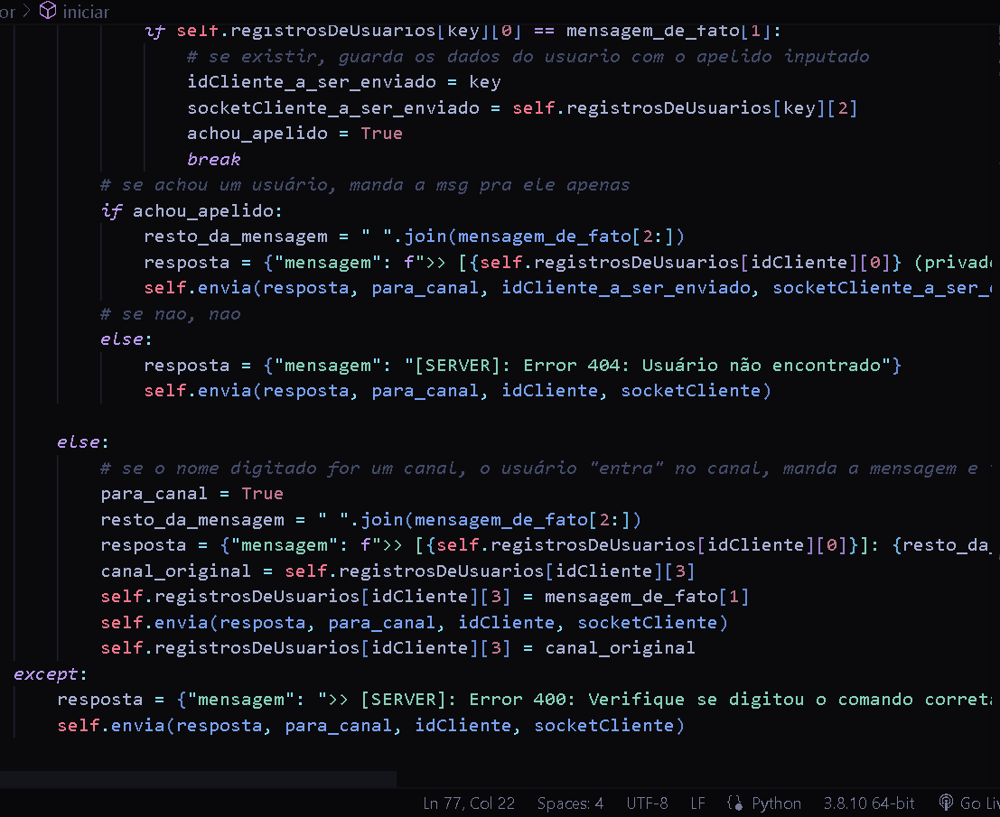 or > iniciar
if self.registrosDeUsuarios[key][0] == mensagem_de_fato[1]:
# se existir, guarda os dados do usuario com o apelido inputado
idCliente_a_ser_enviado = key
socketCliente_a_ser_enviado = self.registrosDeUsuarios[key][2]
achou_apelido = True
break
# se achou um usuário, manda a msg pra ele apenas
if achou_apelido:
resto_da_mensagem = " ".join(mensagem_de_fato[2:])
resposta = {"mensagem": f">> [{self.registrosDeUsuarios[idCliente][0]} (privado
self.envia(resposta, para_canal, idCliente_a_ser_enviado, socketCliente_a_ser_
# se nao, nao
else:
resposta = {"mensagem": "[SERVER]: Error 404: Usuário não encontrado"}
self.envia(resposta, para_canal, idCliente, socketCliente)
else:
# se o nome digitado for um canal, o usuário "entra" no canal, manda a mensagem e
para_canal = True
resto_da_mensagem = " ".join(mensagem_de_fato[2:])
resposta = {"mensagem": f">> [{self.registrosDeUsuarios[idCliente][0]}]: {resto_da_
canal_original = self.registrosDeUsuarios[idCliente][3]
self.registrosDeUsuarios[idCliente][3] = mensagem_de_fato[1]
self.envia(resposta, para_canal, idCliente, socketCliente)
self.registrosDeUsuarios[idCliente][3] = canal_original
except:
resposta = {"mensagem": ">> [SERVER]: Error 400: Verifique se digitou o comando correta
self.envia(resposta, para_canal, idCliente, socketCliente)
Ln 77, Col 22 Spaces: 4 UTF-8 LF Python 3.8.10 64-bit Go Liv